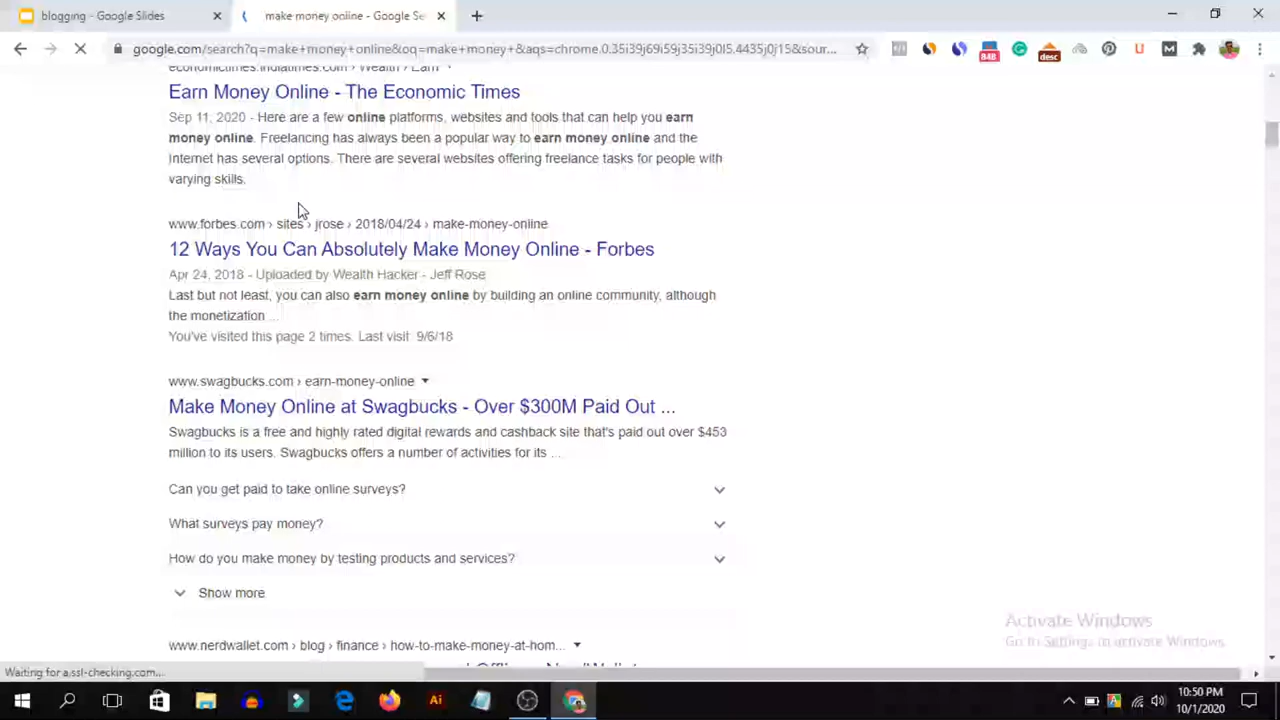 blogging - Google Slides
make money online - Google Se
google.com/search?q=make+money+online&oq=make+money+&aqs=chrome.0.35i39j69i59j35i39j0l5.4435j0j15&sour...
848
desc
economictimes.indiatimes.com › Wealth › Earn
Earn Money Online - The Economic Times
Sep 11, 2020 - Here are a few online platforms, websites and tools that can help you earn
money online. Freelancing has always been a popular way to earn money online and the
Internet has several options. There are several websites offering freelance tasks for people with
varying skills.
www.forbes.com › sites › jrose › 2018/04/24 › make-money-online
12 Ways You Can Absolutely Make Money Online - Forbes
Apr 24, 2018 - Uploaded by Wealth Hacker - Jeff Rose
Last but not least, you can also earn money online by building an online community, although
the monetization ...
You've visited this page 2 times. Last visit: 9/6/18
www.swagbucks.com › earn-money-online
Make Money Online at Swagbucks - Over $300M Paid Out ...
Swagbucks is a free and highly rated digital rewards and cashback site that's paid out over $453
million to its users. Swagbucks offers a number of activities for its ...
Can you get paid to take online surveys?
What surveys pay money?
How do you make money by testing products and services?
Show more
www.nerdwallet.com › blog › finance › how-to-make-money-at-hom...
Activate Windows
Go to Settings to activate Windows.
Waiting for a.ssl-checking.com...
Ai
10:50 PM
10/1/2020